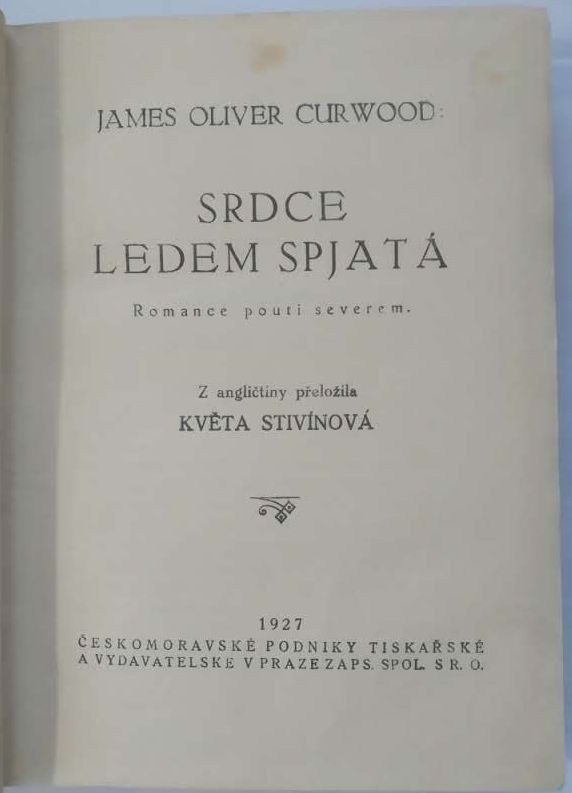 JAMES OLIVER CURWOOD:
SRDCE
LEDEM SPJATÁ
Romance pouti severem.
Z angličtiny přeložila
KVĚTA STIVÍNOVÁ
1927
ČESKOMORAVSKÉ PODNIKY TISKAŘSKÉ
A VYDAVATELSKE V PRAZE ZAPS. SPOL. S R. O.